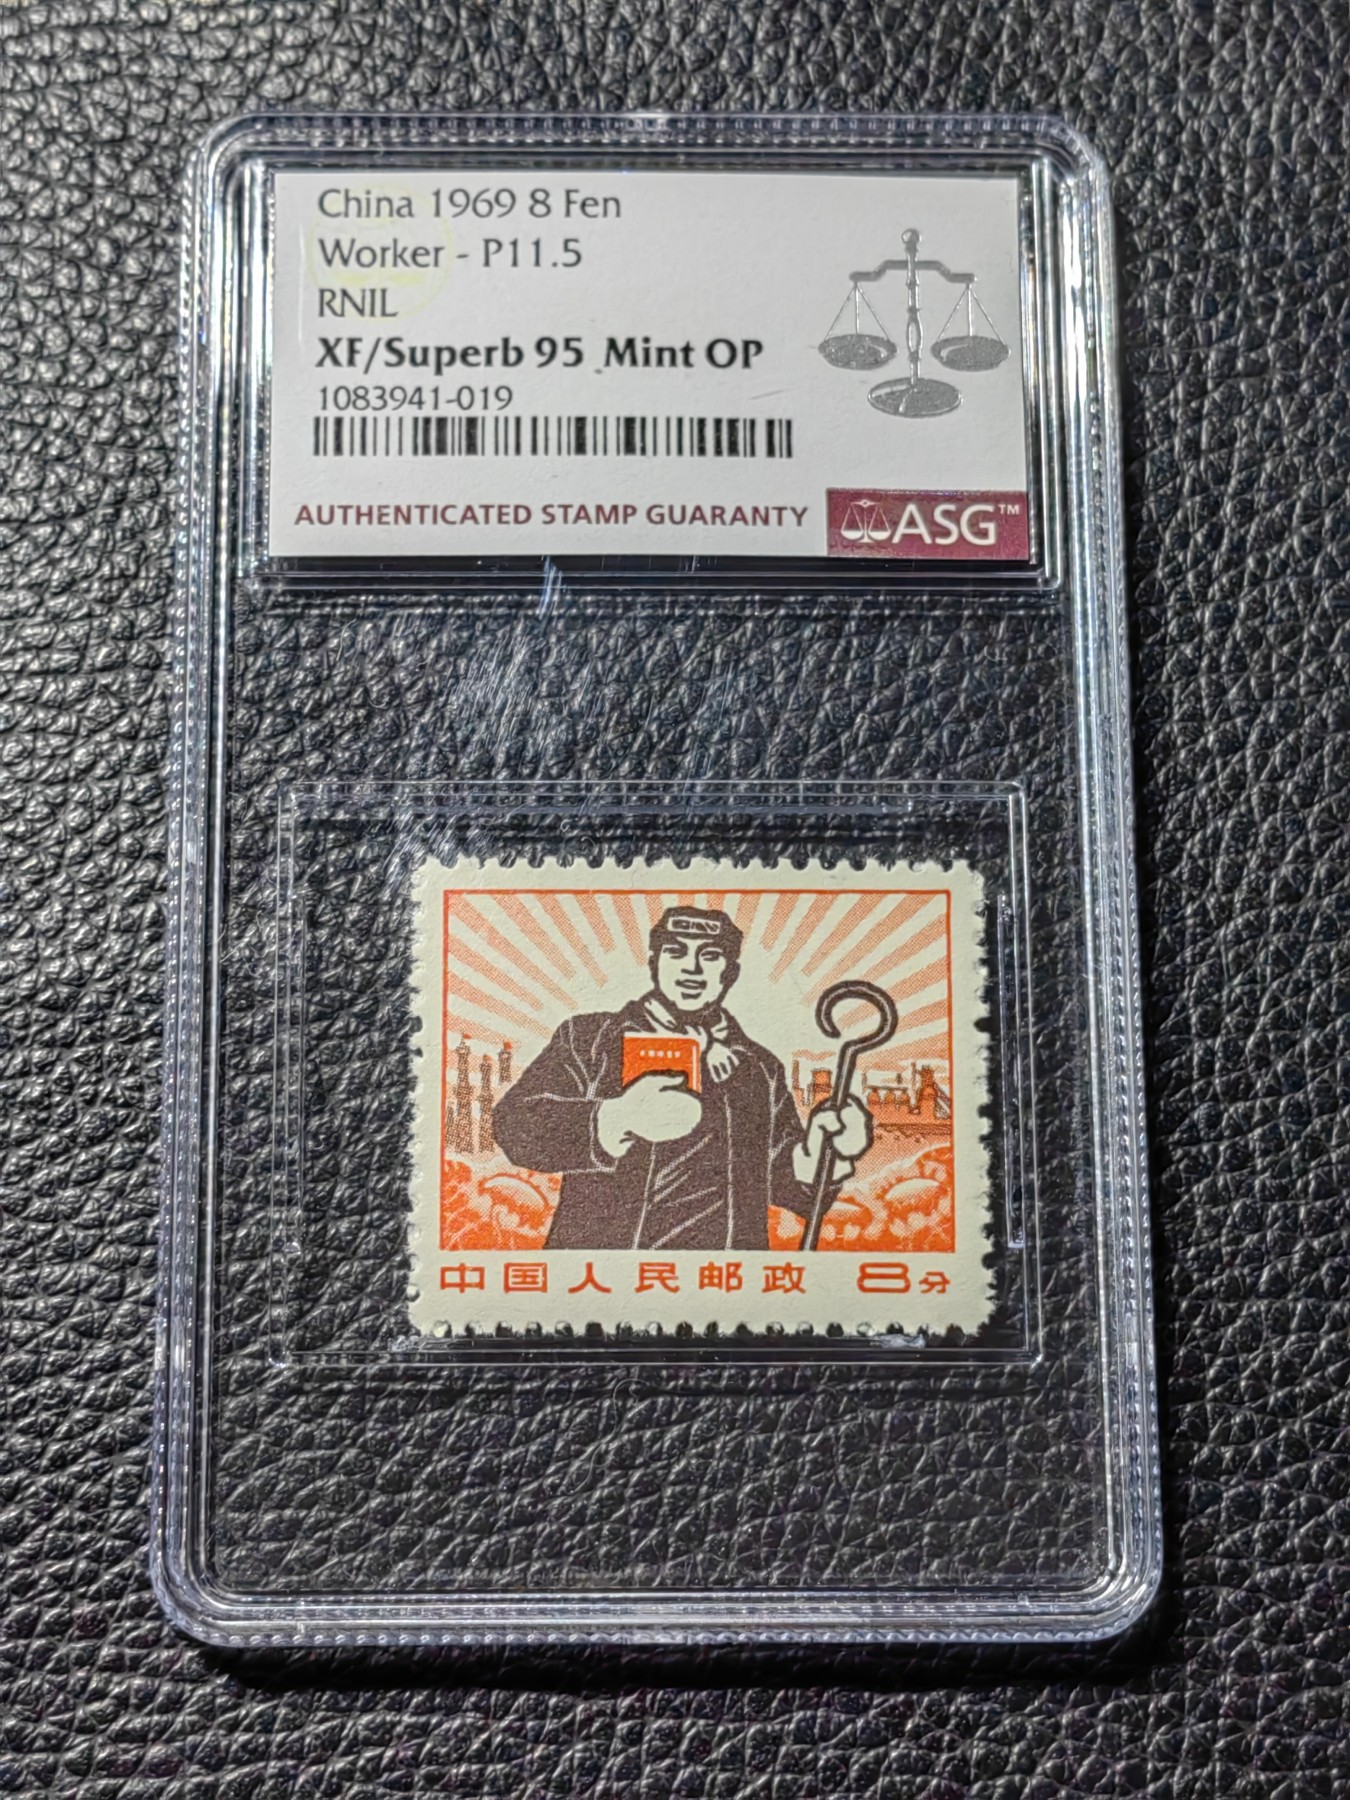 China 1969 8 Fen
Worker - P11.5
RNIL
XF/Superb 95 Mint OP
1083941-019
AUTHENTICATED STAMP GUARANTY
ASG™
中国人民邮政 8分